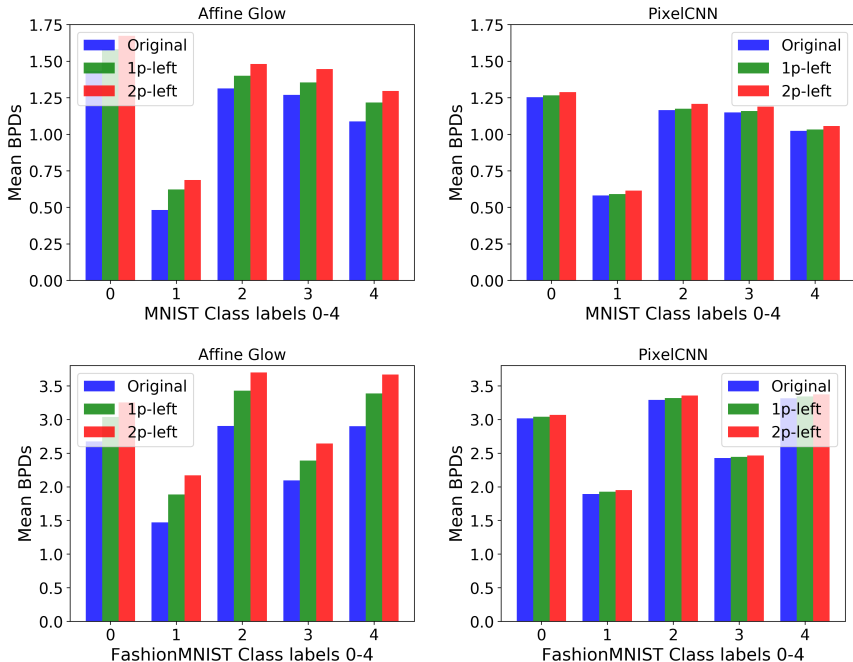 Affine Glow
Mean BPDs
1.75
1.50
1.25
1.00
0.75
0.50
0.25
0.00
Original
1p-left
2p-left
0 1 2 3 4
MNIST Class labels 0-4
PixelCNN
Mean BPDs
1.75
1.50
1.25
1.00
0.75
0.50
0.25
0.00
Original
1p-left
2p-left
0 1 2 3 4
MNIST Class labels 0-4
Affine Glow
Mean BPDs
3.5
3.0
2.5
2.0
1.5
1.0
0.5
0.0
Original
1p-left
2p-left
0 1 2 3 4
FashionMNIST Class labels 0-4
PixelCNN
Mean BPDs
3.5
3.0
2.5
2.0
1.5
1.0
0.5
0.0
Original
1p-left
2p-left
0 1 2 3 4
FashionMNIST Class labels 0-4